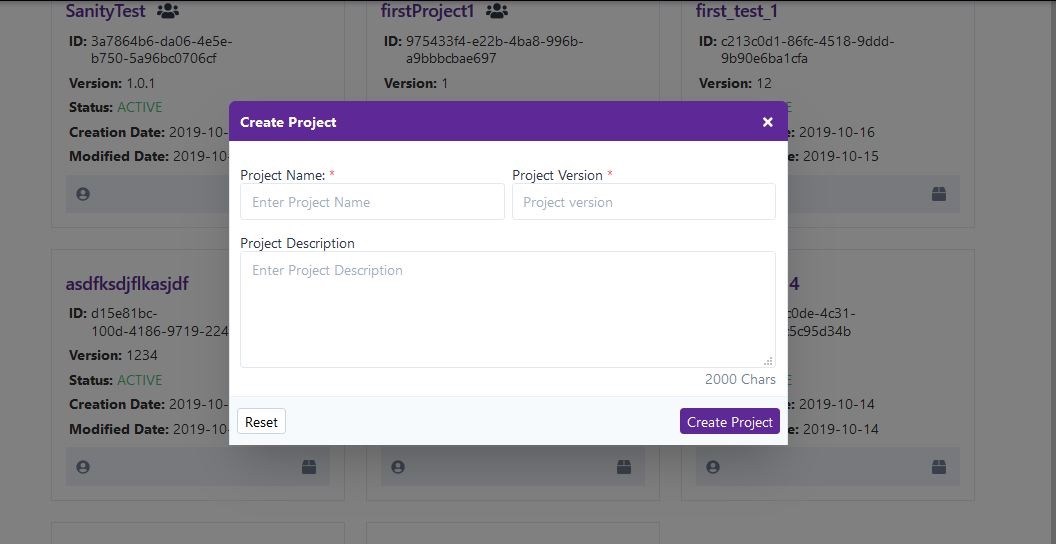 SanityTest
firstProject1
first_test_1
ID: 3a7864b6-da06-4e5e-
b750-5a96bc0706cf
ID: 975433f4-e22b-4ba8-996b-
a9bbbcbae697
ID: c213c0d1-86fc-4518-9ddd-
9b90e6ba1cfa
Version: 1.0.1
Version: 1
Version: 12
Status: ACTIVE
Creation Date: 2019-10-
2019-10-16
Modified Date: 2019-10-
2019-10-15
Create Project
Project Name: *
Project Version *
Enter Project Name
Project version
Project Description
Enter Project Description
2000 Chars
Reset
Create Project
asdfksdjflkasjdf
4
ID: d15e81bc-
100d-4186-9719-224
c0de-4c31-
c95d34b
Version: 1234
Status: ACTIVE
Creation Date: 2019-10-
2019-10-14
Modified Date: 2019-10-
2019-10-14